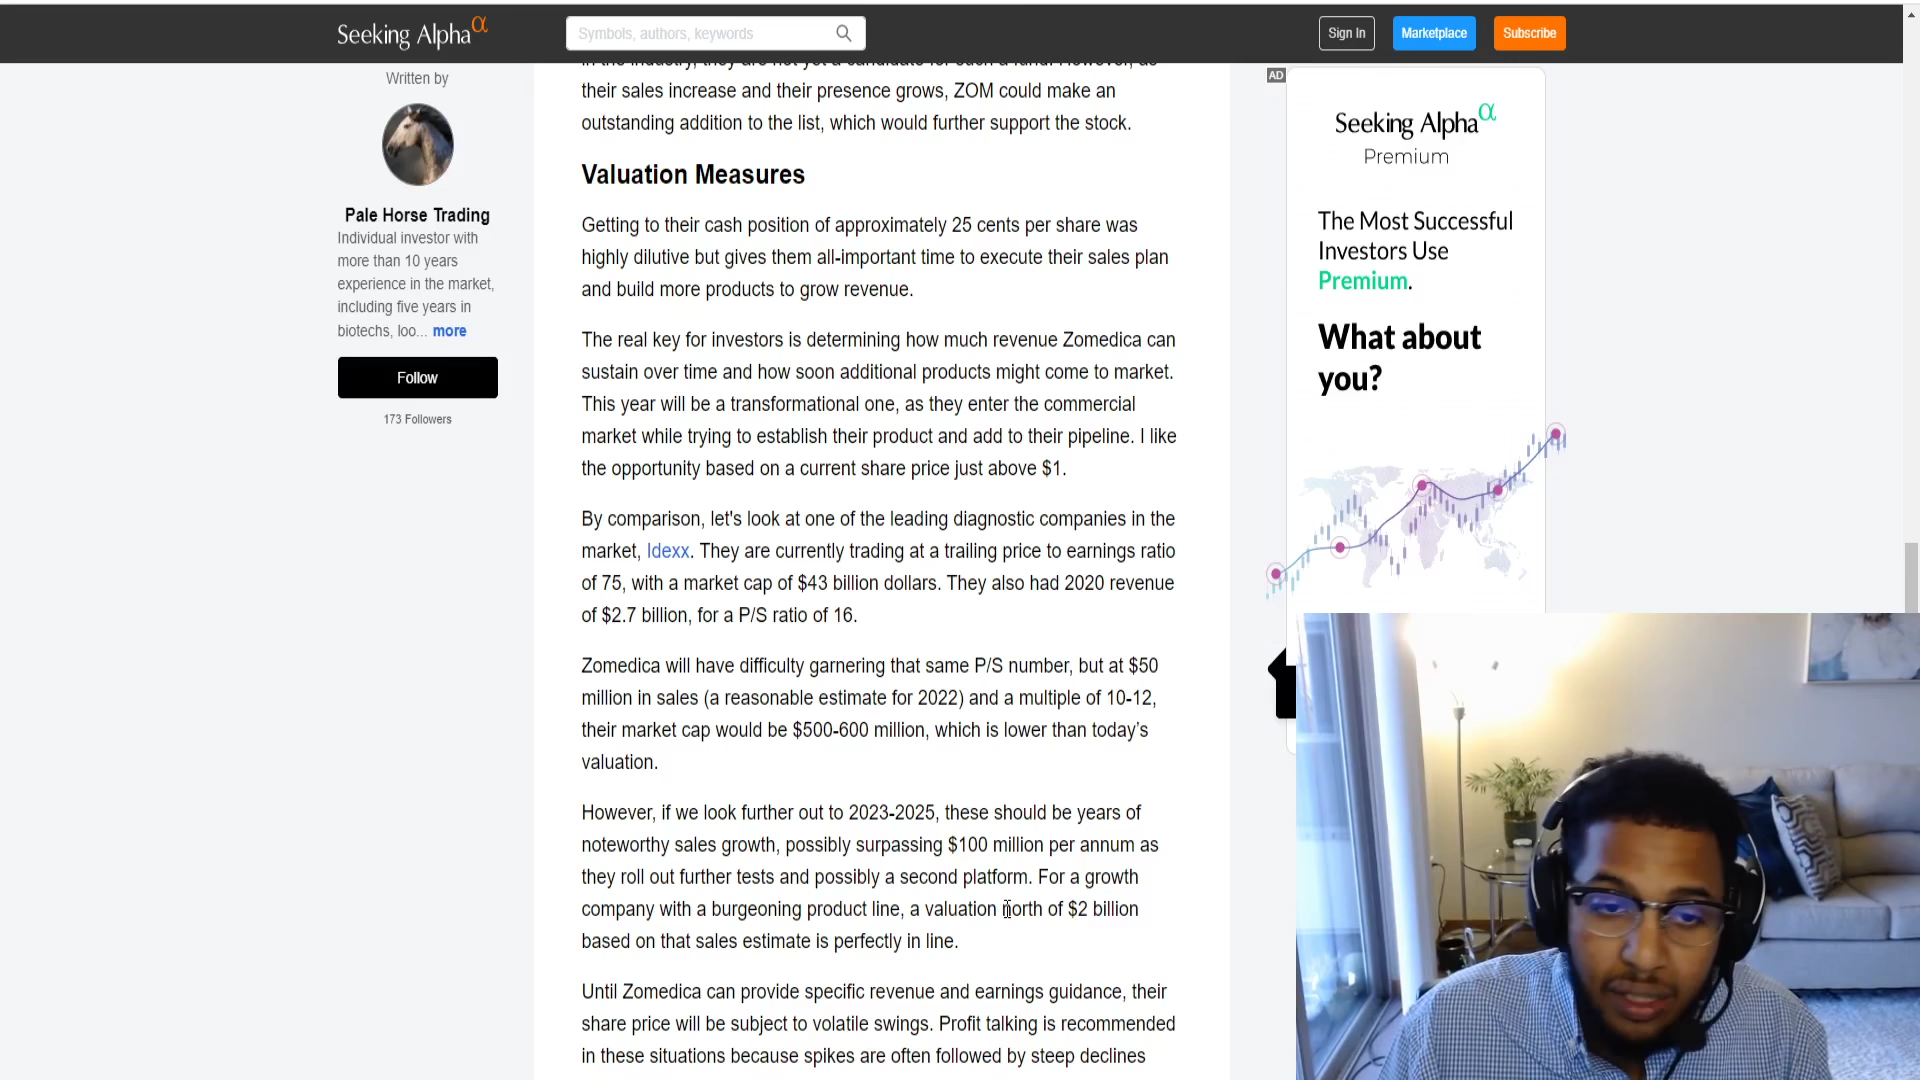 Seeking Alpha α
Symbols, authors, keywords
Sign In
Marketplace
Subscribe
Written by
Pale Horse Trading
Individual investor with
more than 10 years
experience in the market,
including five years in
biotechs, loo... more
Follow
173 Followers
in the industry, they are not yet a candidate for such a fund. However, as
their sales increase and their presence grows, ZOM could make an
outstanding addition to the list, which would further support the stock.
Valuation Measures
Getting to their cash position of approximately 25 cents per share was
highly dilutive but gives them all-important time to execute their sales plan
and build more products to grow revenue.
The real key for investors is determining how much revenue Zomedica can
sustain over time and how soon additional products might come to market.
This year will be a transformational one, as they enter the commercial
market while trying to establish their product and add to their pipeline. I like
the opportunity based on a current share price just above $1.
By comparison, let's look at one of the leading diagnostic companies in the
market, Idexx. They are currently trading at a trailing price to earnings ratio
of 75, with a market cap of $43 billion dollars. They also had 2020 revenue
of $2.7 billion, for a P/S ratio of 16.
Zomedica will have difficulty garnering that same P/S number, but at $50
million in sales (a reasonable estimate for 2022) and a multiple of 10-12,
their market cap would be $500-600 million, which is lower than today’s
valuation.
However, if we look further out to 2023-2025, these should be years of
noteworthy sales growth, possibly surpassing $100 million per annum as
they roll out further tests and possibly a second platform. For a growth
company with a burgeoning product line, a valuation north of $2 billion
based on that sales estimate is perfectly in line.
Until Zomedica can provide specific revenue and earnings guidance, their
share price will be subject to volatile swings. Profit talking is recommended
in these situations because spikes are often followed by steep declines
AD
Seeking Alpha α
Premium
The Most Successful
Investors Use
Premium.
What about
you?